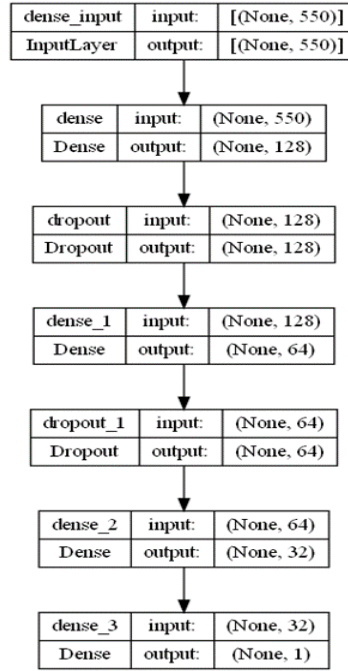 dense_input input: [(None, 550)]
InputLayer output: [(None, 550)]
dense input: (None, 550)
Dense output: (None, 128)
dropout input: (None, 128)
Dropout output: (None, 128)
dense_1 input: (None, 128)
Dense output: (None, 64)
dropout_1 input: (None, 64)
Dropout output: (None, 64)
dense_2 input: (None, 64)
Dense output: (None, 32)
dense_3 input: (None, 32)
Dense output: (None, 1)